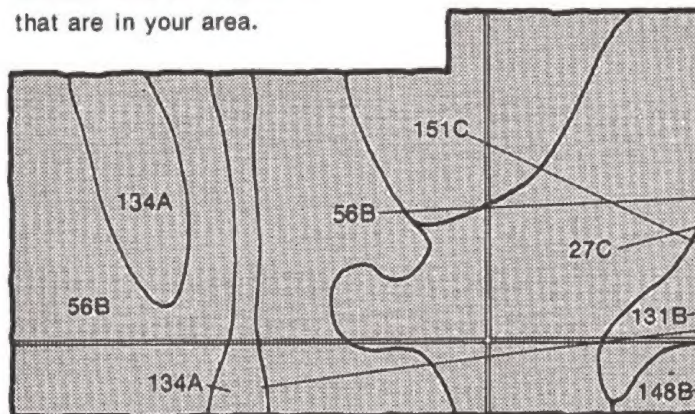 that are in your area.
151C
134A
56B
27C
56B
131B
134A
148B